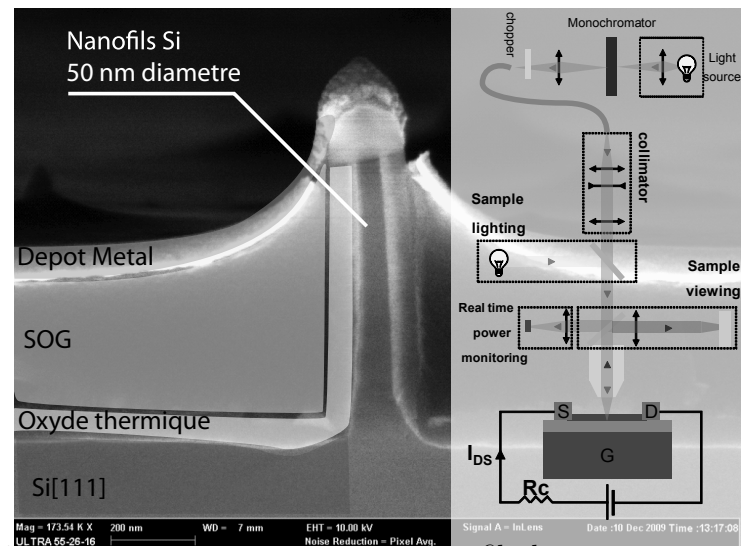 Nanofils Si
50 nm diametre
Depot Metal
SOG
Oxyde thermique
Si[111]
chopper
Monochromator
Light
source
collimator
Sample
lighting
Sample
viewing
Real time
power
monitoring
S
D
G
IDS
Rc
Mag = 173.54 K X
200 nm
WD = 7 mm
EHT = 10.00 kV
Signal A = InLens
Date :10 Dec 2009 Time :13:17:08
ULTRA 55-26-16
Noise Reduction = Pixel Avg.